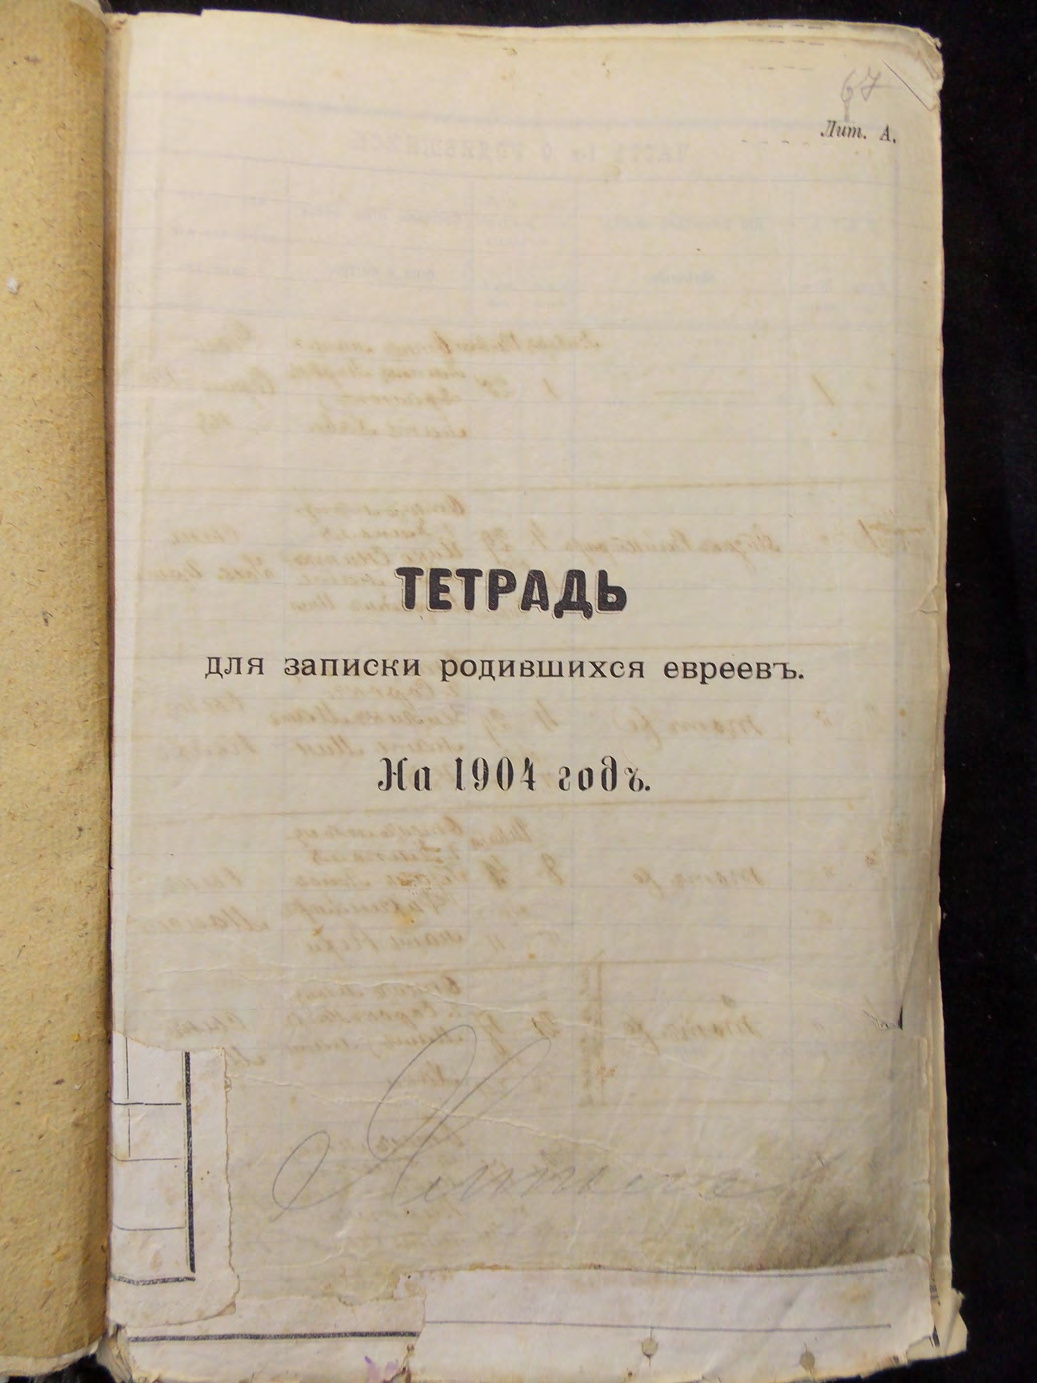 67
Лит. А.
ТЕТРАДЬ
для записки родившихся евреевъ.
На 1904 годъ.